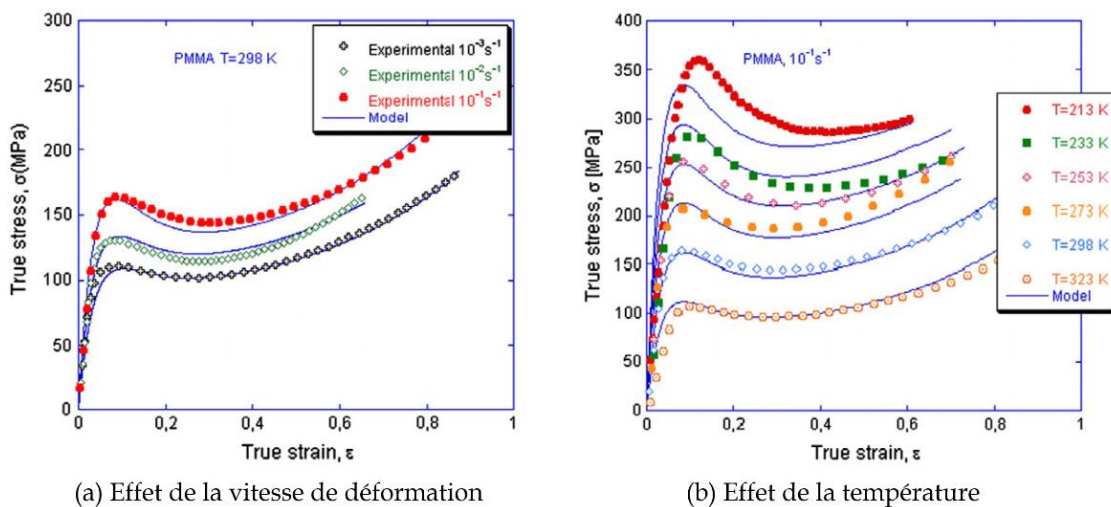 300
250
200
150
100
50
0
True stress, σ(MPa)
PMMA T=298 K
Experimental 10⁻³s⁻¹
Experimental 10⁻²s⁻¹
Experimental 10⁻¹s⁻¹
Model
0
0,2
0,4
0,6
0,8
1
True strain, ε
(a) Effet de la vitesse de déformation
400
350
300
250
200
150
100
50
0
True stress, σ [MPa]
PMMA, 10⁻¹s⁻¹
T=213 K
T=233 K
T=253 K
T=273 K
T=298 K
T=323 K
Model
0
0,2
0,4
0,6
0,8
1
True strain, ε
(b) Effet de la température